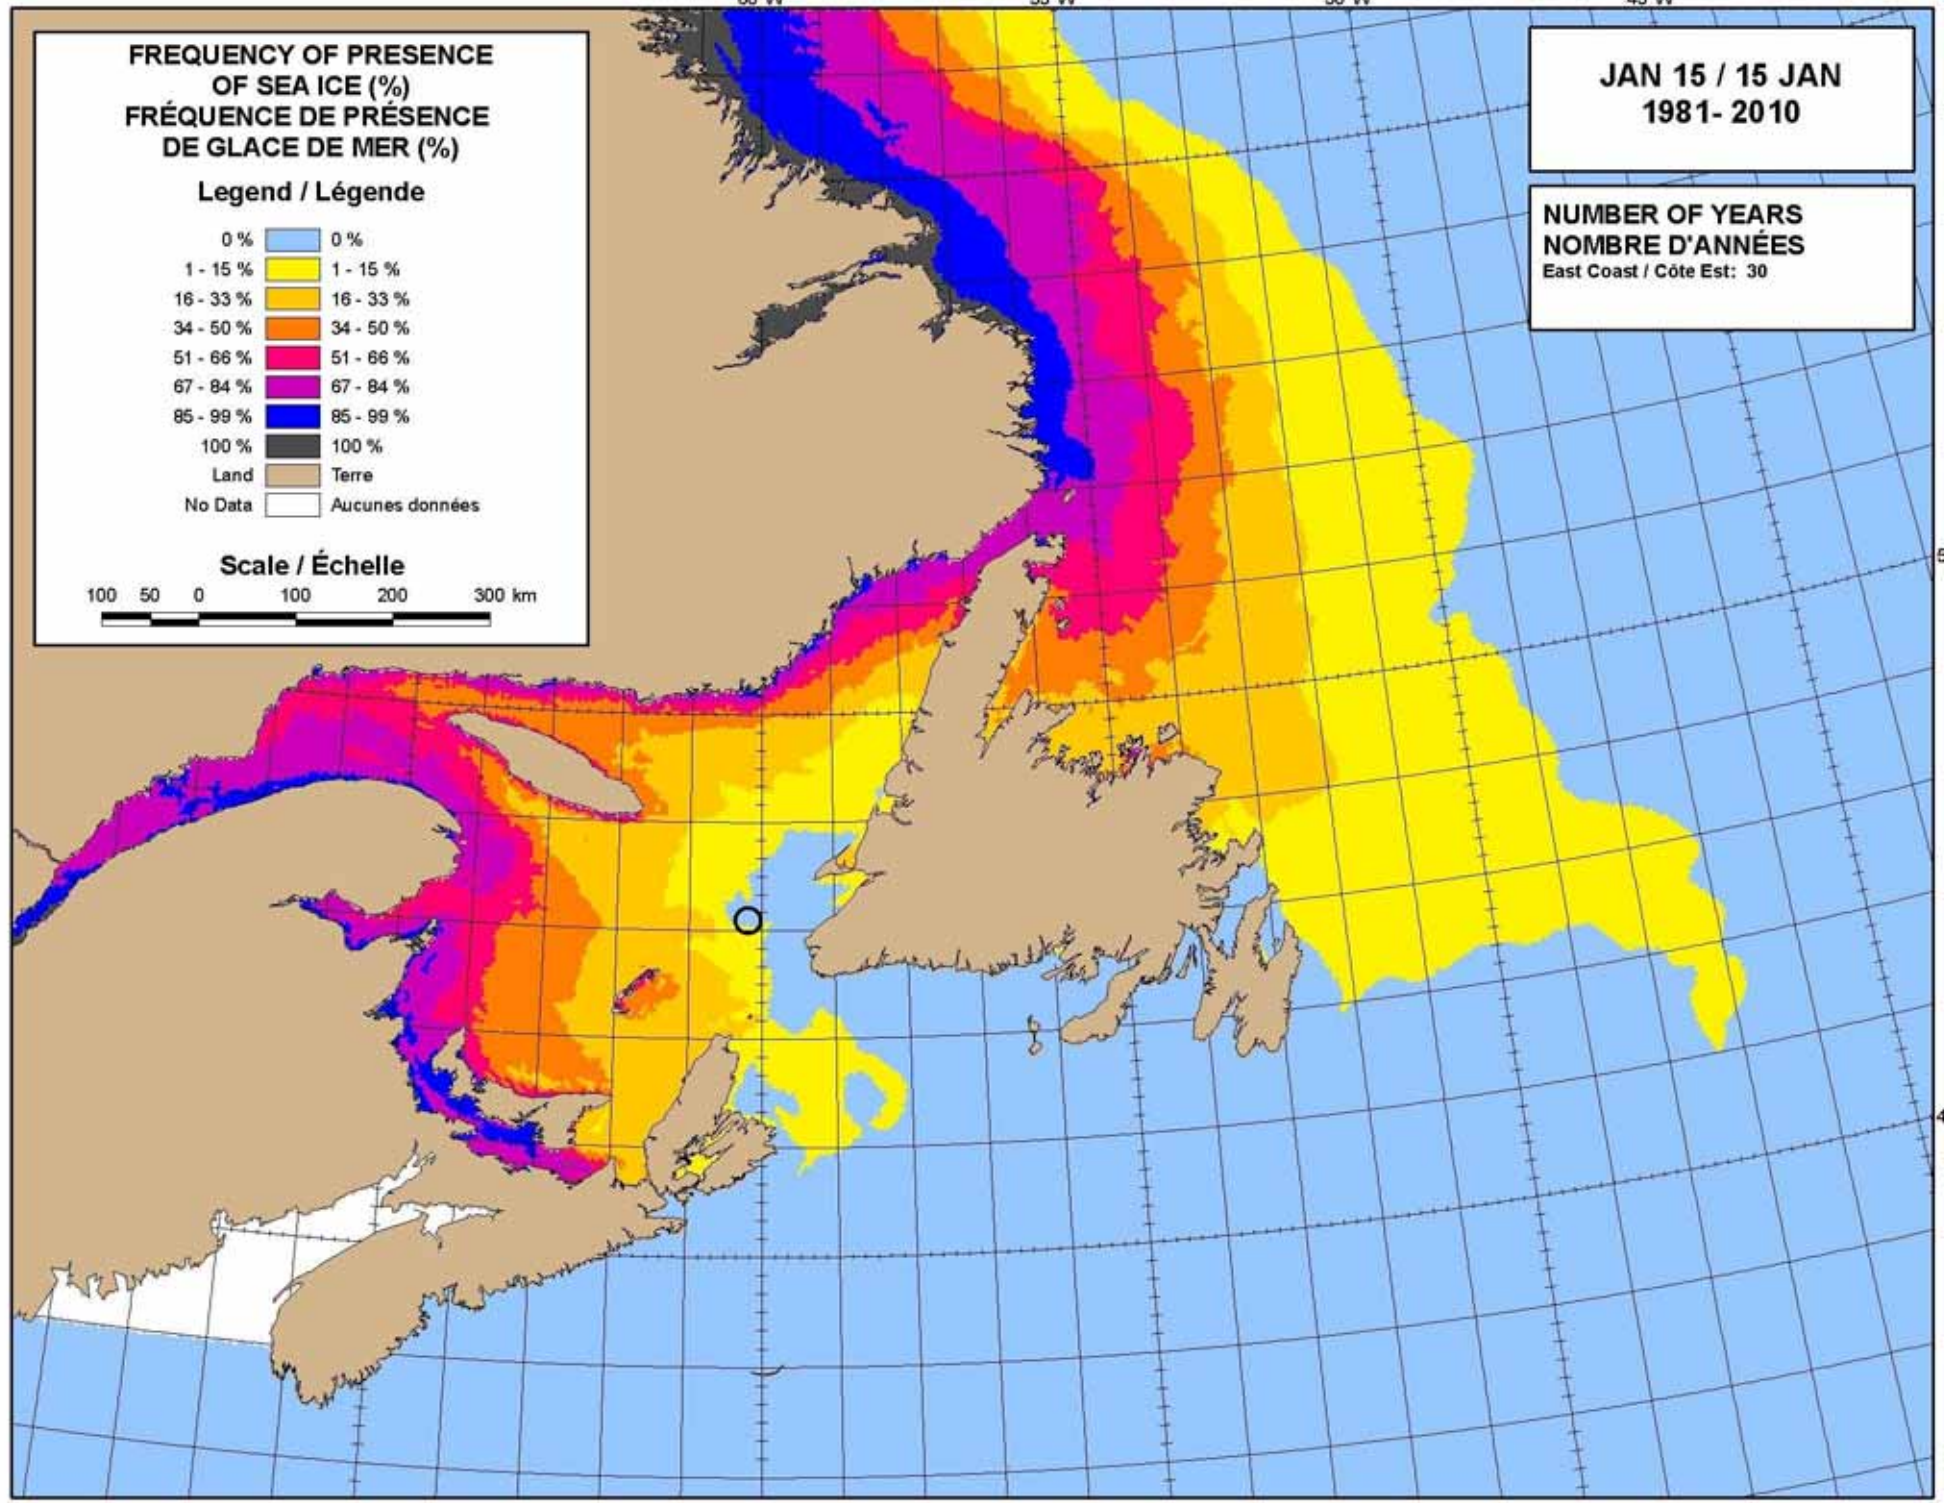 FREQUENCY OF PRESENCE
OF SEA ICE (%)
FRÉQUENCE DE PRÉSENCE
DE GLACE DE MER (%)
Legend / Légende
0 % 0 %
1 - 15 % 1 - 15 %
16 - 33 % 16 - 33 %
34 - 50 % 34 - 50 %
51 - 66 % 51 - 66 %
67 - 84 % 67 - 84 %
85 - 99 % 85 - 99 %
100 % 100 %
Land Terre
No Data Aucunes données
Scale / Échelle
100 50 0 100 200 300 km
JAN 15 / 15 JAN
1981- 2010
NUMBER OF YEARS
NOMBRE D'ANNÉES
East Coast / Côte Est: 30